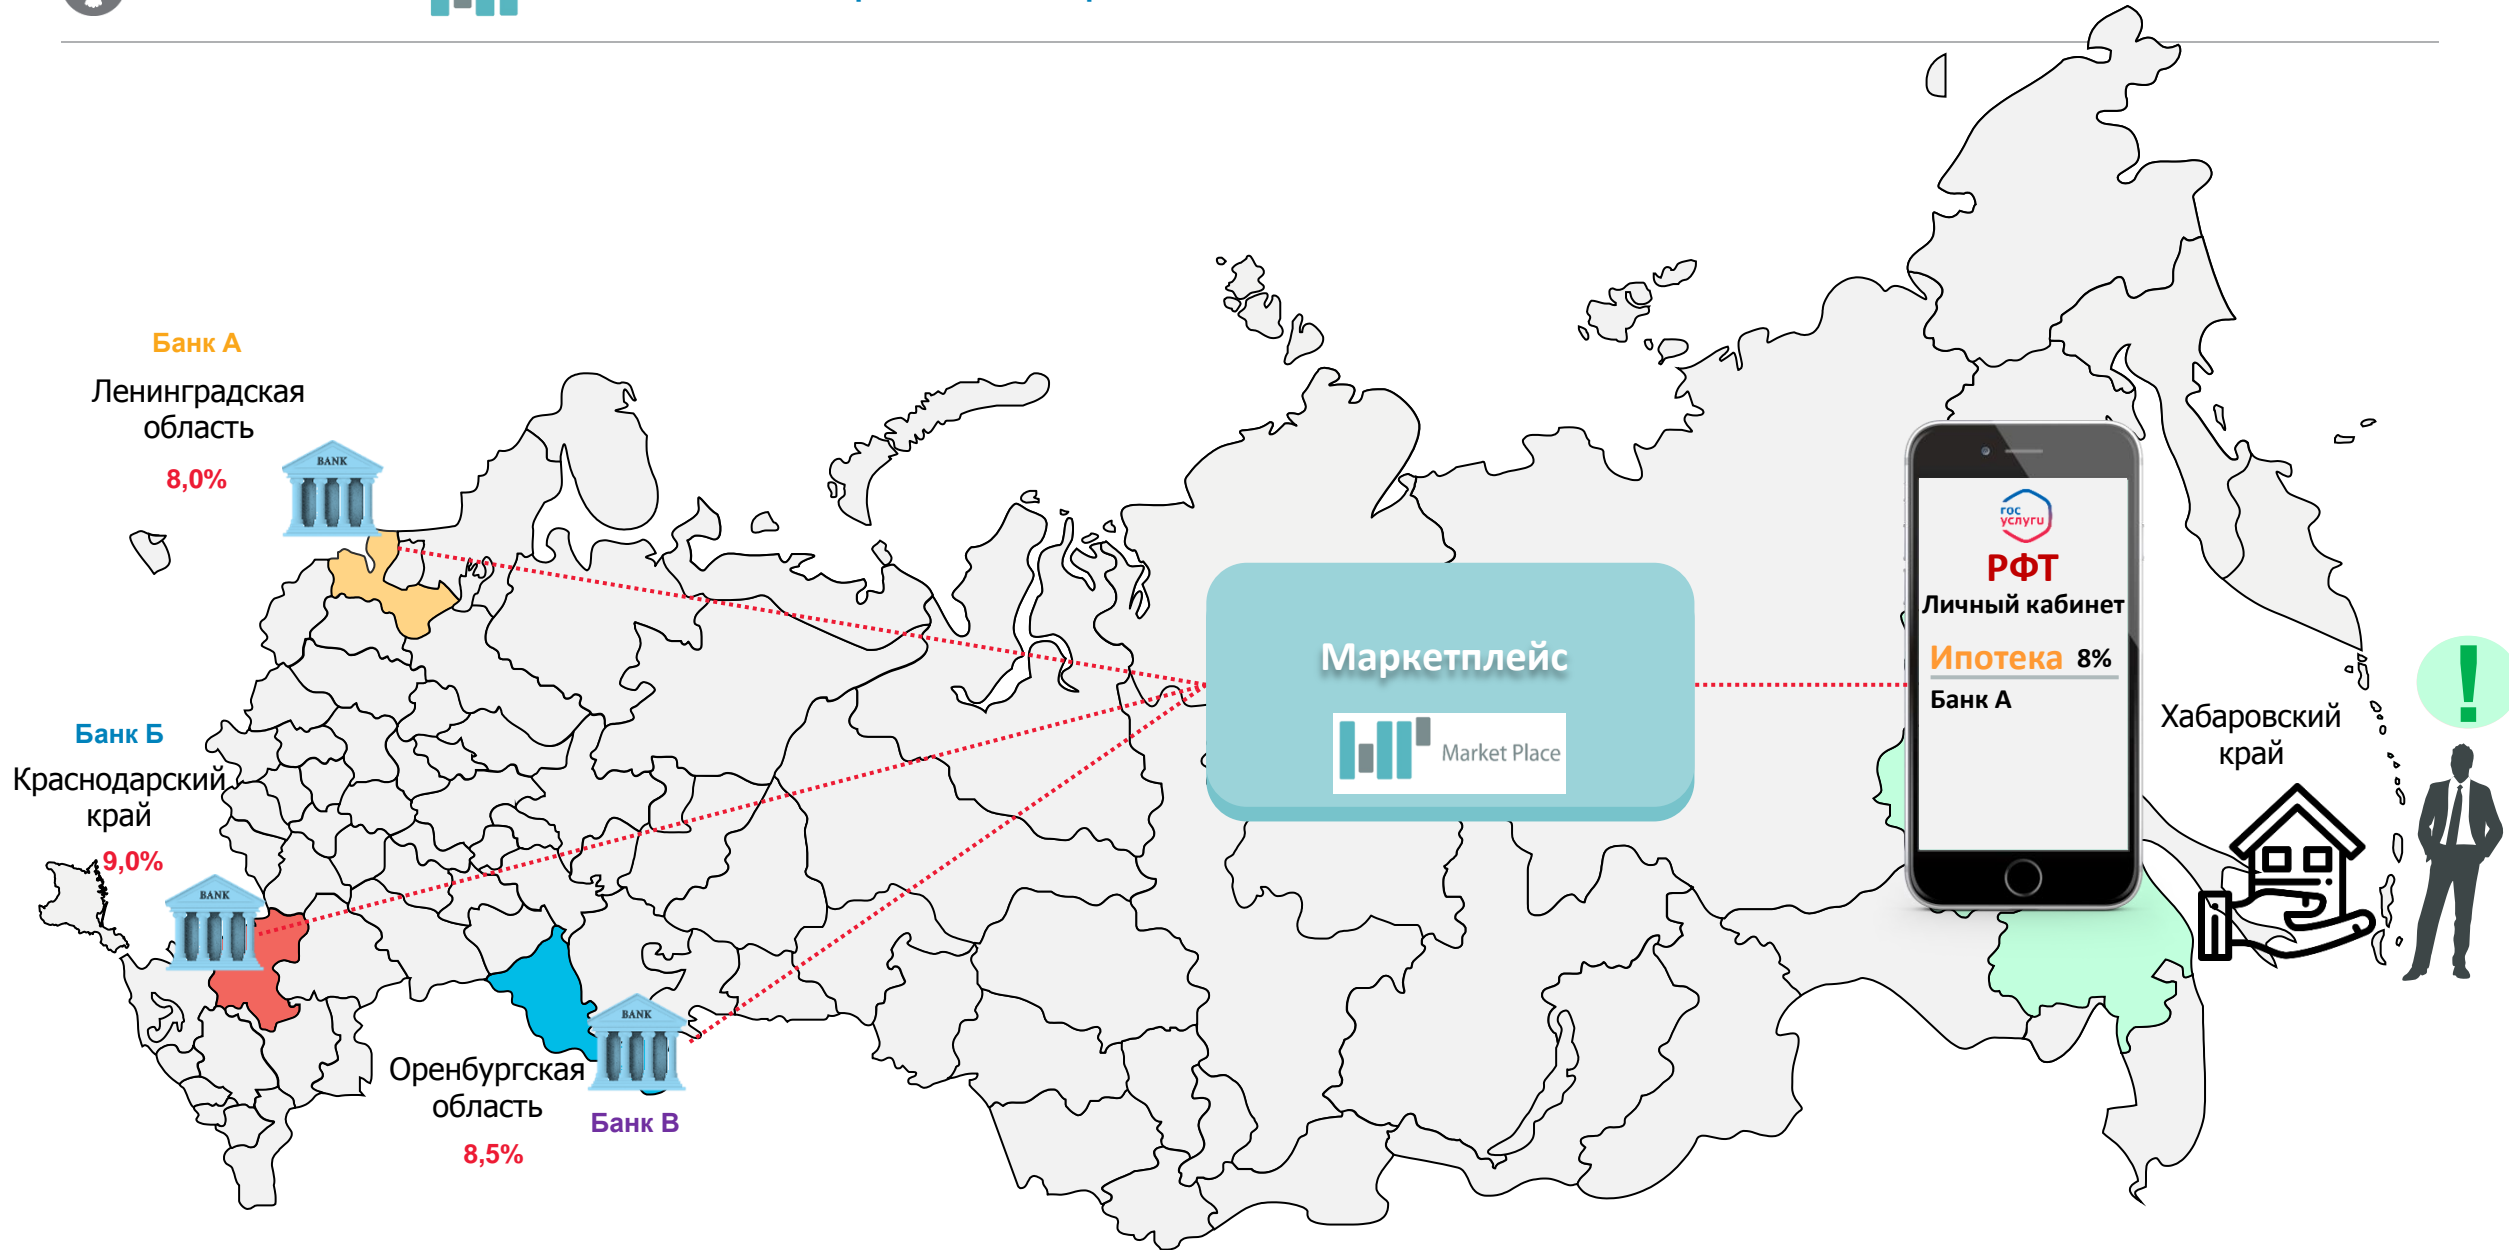 Банк А
Ленинградская
область
8,0%
BANK
Банк Б
Краснодарский
край
9,0%
BANK
Оренбургская
область
8,5%
BANK
Банк В
Маркетплейс
Market Place
гос
услуги
РФТ
Личный кабинет
Ипотека 8%
Банк А
Хабаровский
край
!